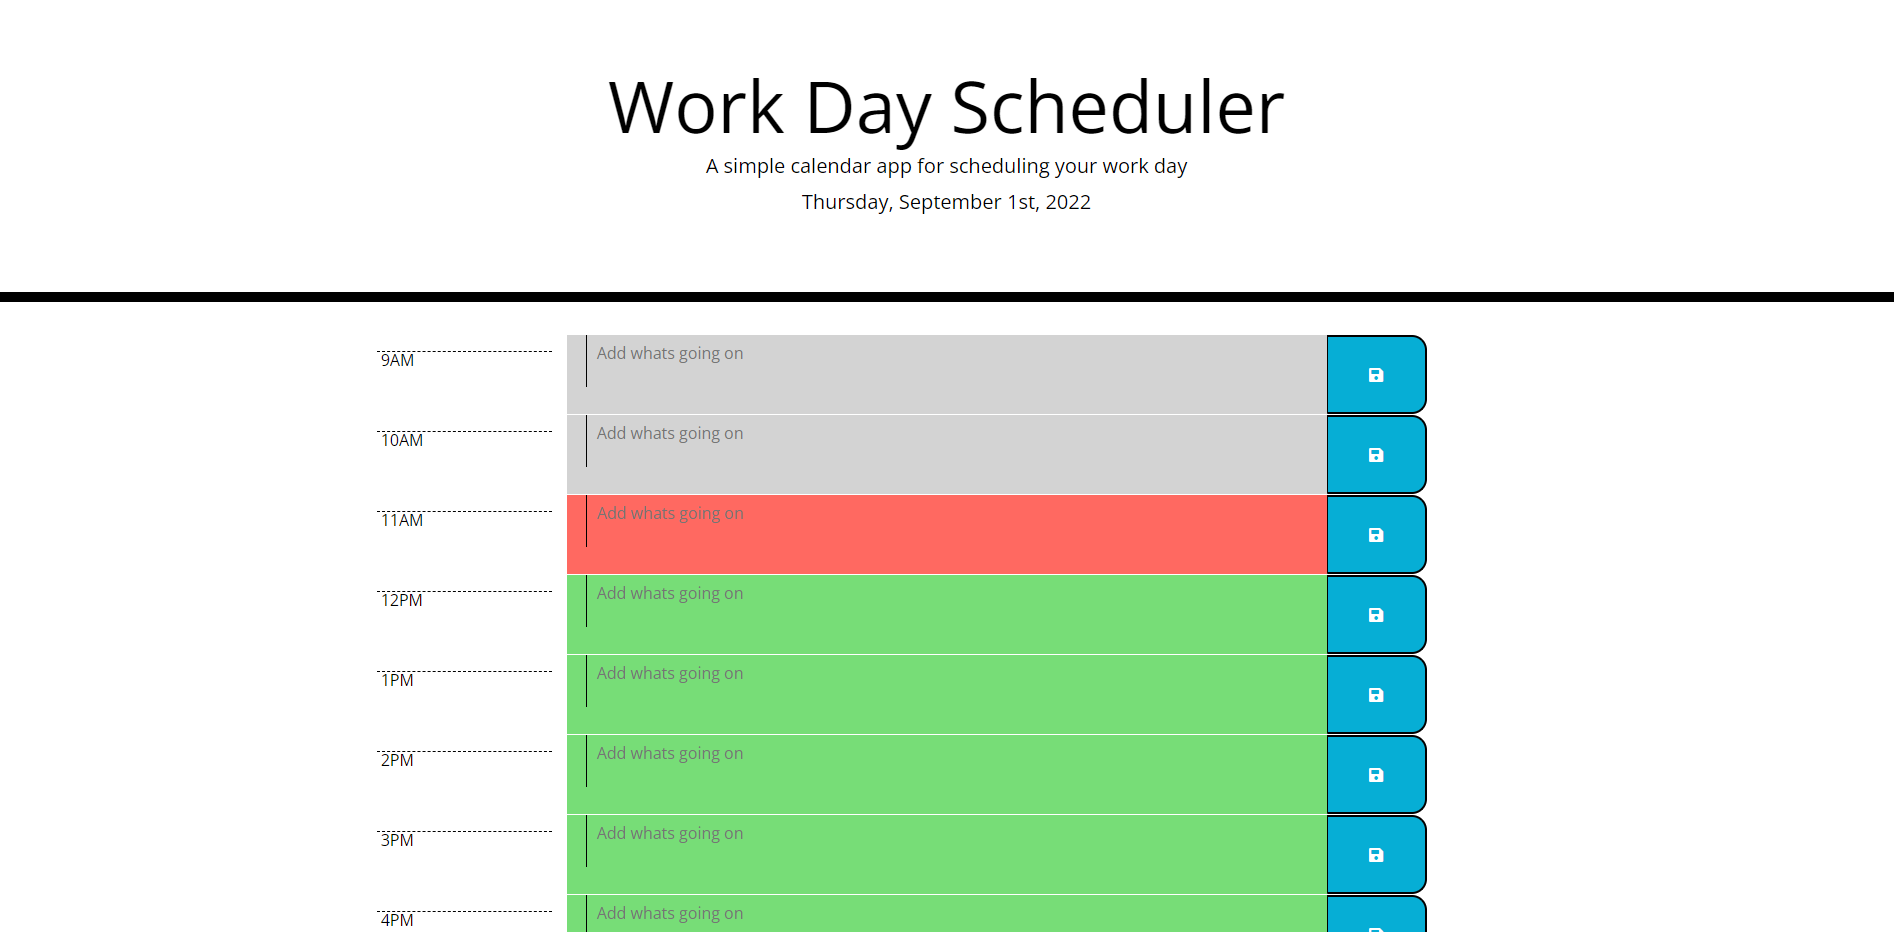 Work Day Scheduler
A simple calendar app for scheduling your work day
Thursday, September 1st, 2022
9AM
Add whats going on
10AM
Add whats going on
11AM
Add whats going on
12PM
Add whats going on
1PM
Add whats going on
2PM
Add whats going on
3PM
Add whats going on
4PM
Add whats going on